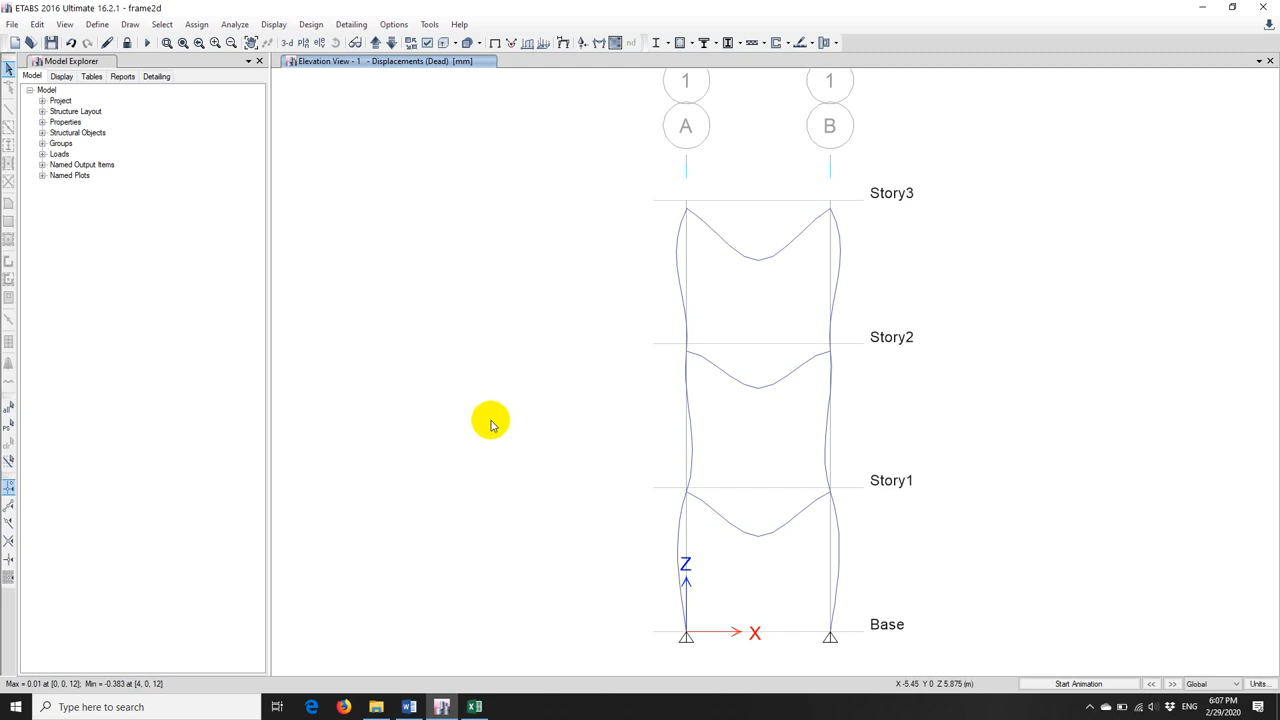 ETABS 2016 Ultimate 16.2.1 - frame2d
File Edit View Define Draw Select Assign Analyze Display Design Detailing Options Tools Help
3-d
nd
Model Explorer
Elevation View - 1 - Displacements (Dead) [mm]
Model Display Tables Reports Detailing
Model
Project
Structure Layout
Properties
Structural Objects
Groups
Loads
Named Output Items
Named Plots
all
PS
1 1
A B
Story3
Story2
Story1
Z
X
Base
Max = 0.01 at [0, 0, 12]; Min = -0.383 at [4, 0, 12]
X -5.45 Y 0 Z 5.875 (m)
Start Animation
<<
>>
Global
Units...
Type here to search
ENG
6:07 PM
2/29/2020